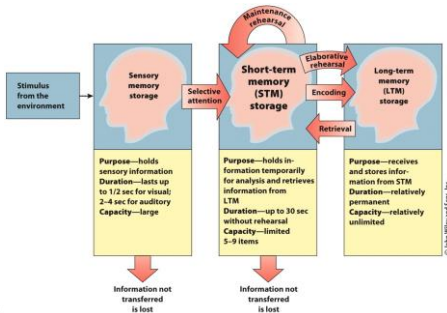 Maintenance
rehearsal
Stimulus
from the
environment
Sensory
memory
storage
Selective
attention
Short-term
memory
(STM)
storage
Elaborative
rehearsal
Encoding
Retrieval
Long-term
memory
(LTM)
storage
Purpose—holds
sensory information
Duration—lasts up
to 1/2 sec for visual;
2–4 sec for auditory
Capacity—large
Purpose—holds in-
formation temporarily
for analysis and retrieves
information from
LTM
Duration—up to 30 sec
without rehearsal
Capacity—limited
5–9 items
Purpose—receives
and stores infor-
mation from STM
Duration—relatively
permanent
Capacity—relatively
unlimited
Information not
transferred
is lost
Information not
transferred
is lost